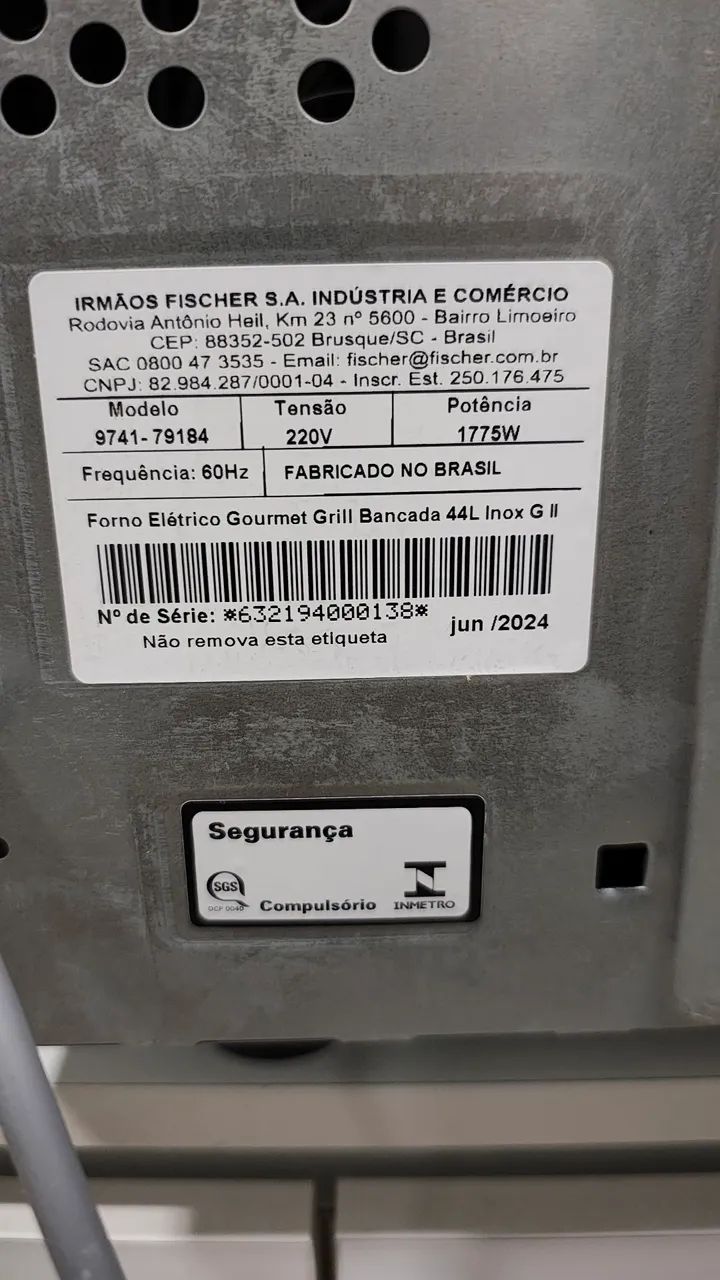 IRMÃOS FISCHER S.A. INDÚSTRIA E COMÉRCIO
Rodovia Antônio Heil, Km 23 nº 5600 - Bairro Limoeiro
CEP: 88352-502 Brusque/SC - Brasil
SAC 0800 47 3535 - Email: fischer@fischer.com.br
CNPJ: 82.984.287/0001-04 - Inscr. Est. 250.176.475
Modelo Tensão Potência
9741-79184 220V 1775W
Frequência: 60Hz FABRICADO NO BRASIL
Forno Elétrico Gourmet Grill Bancada 44L Inox G II
Nº de Série: *632194000138* jun /2024
Não remova esta etiqueta
Segurança
SGS
OCP 0040 Compulsório INMETRO